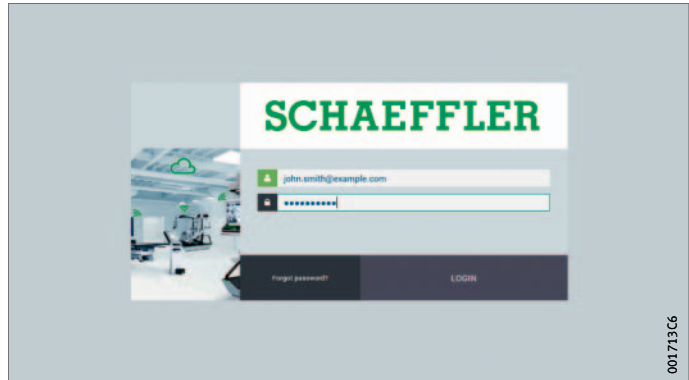 SCHAEFFLER
john.smith@example.com
••••••••••
Forgot password?
LOGIN
001713C6